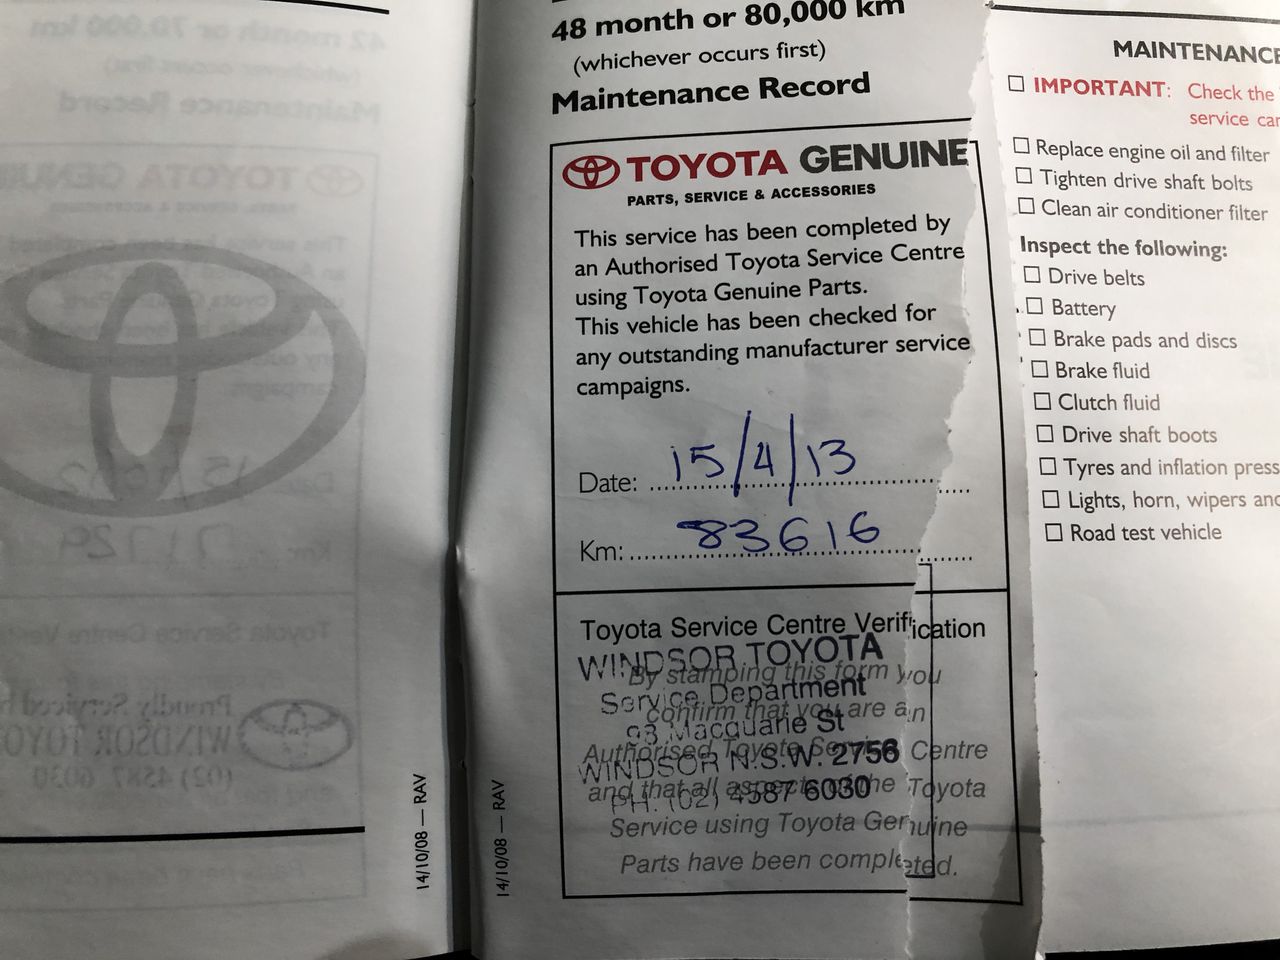 48 month or 80,000 km
(whichever occurs first)
Maintenance Record
TOYOTA GENUINE
PARTS, SERVICE & ACCESSORIES
This service has been completed by
an Authorised Toyota Service Centre
using Toyota Genuine Parts.
This vehicle has been checked for
any outstanding manufacturer service
campaigns.
Date: 15/4/13
Km: 83616
Toyota Service Centre Verification
WINDSOR TOYOTA
By stamping this form you
Service Department
confirm that you are an
93 Macquarie St
Authorised Toyota Service Centre
WINDSOR N.S.W. 2756
and that all aspects of the Toyota
PH: (02) 4587 6030
Service using Toyota Genuine
Parts have been completed.
14/10/08 — RAV
14/10/08 — RAV
MAINTENANCE
IMPORTANT: Check the
service car
Replace engine oil and filter
Tighten drive shaft bolts
Clean air conditioner filter
Inspect the following:
Drive belts
Battery
Brake pads and discs
Brake fluid
Clutch fluid
Drive shaft boots
Tyres and inflation press
Lights, horn, wipers and
Road test vehicle